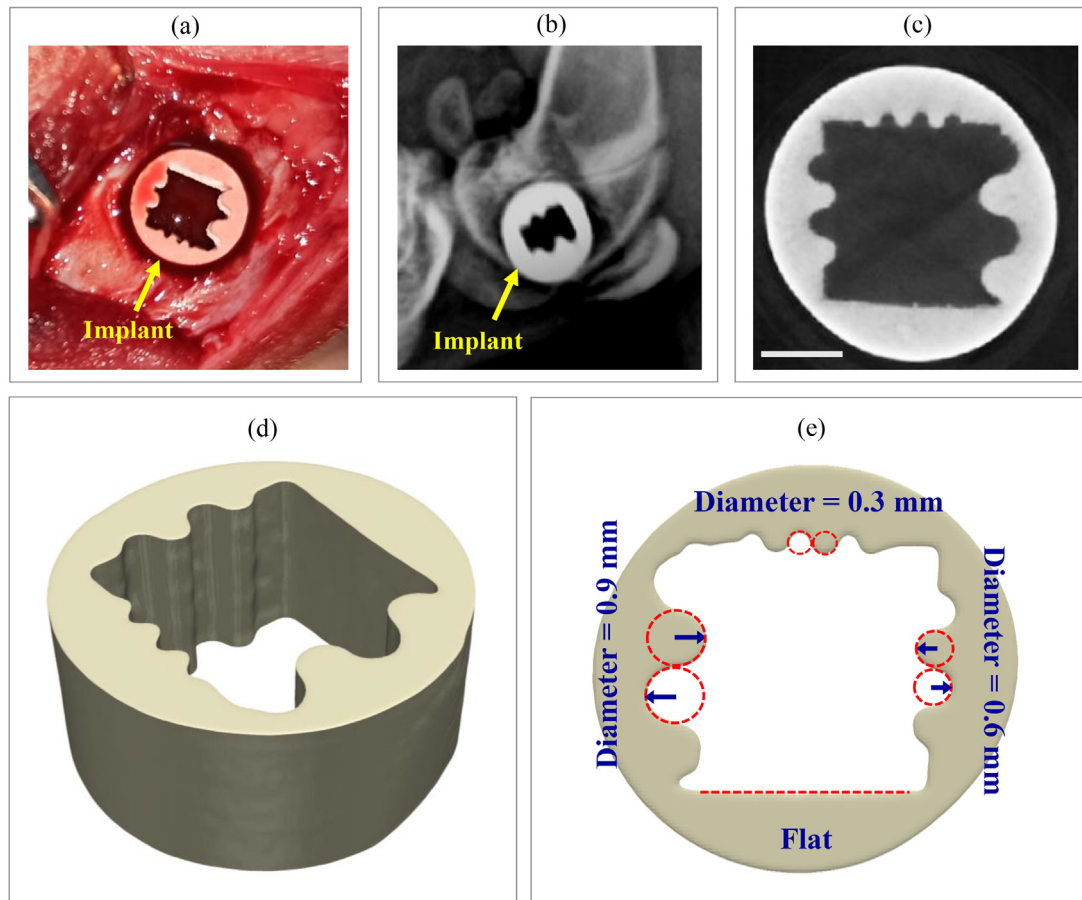 (a)
Implant
(b)
Implant
(c)
(d)
(e)
Diameter = 0.3 mm
Diameter = 0.9 mm
Diameter = 0.6 mm
Flat